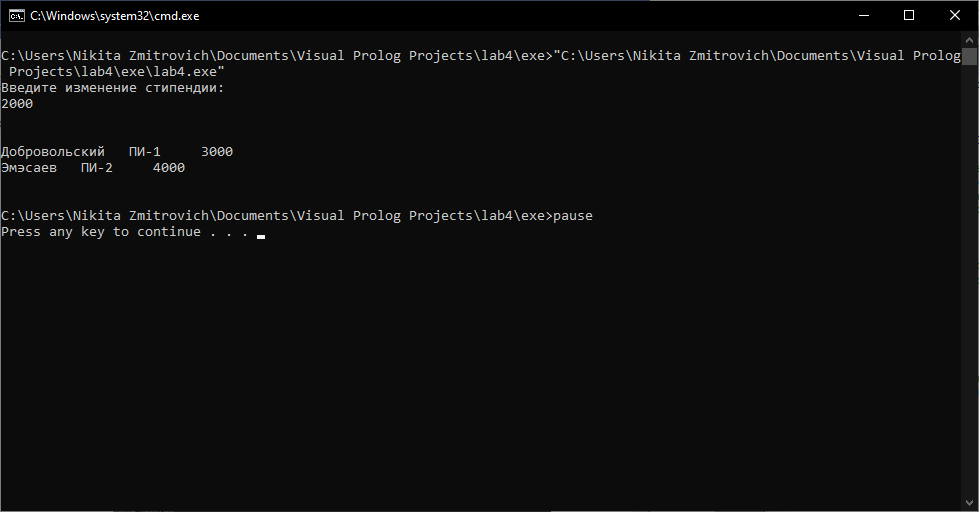 C:\Windows\system32\cmd.exe
C:\Users\Nikita Zmitrovich\Documents\Visual Prolog Projects\lab4\exe>"C:\Users\Nikita Zmitrovich\Documents\Visual Prolog
Projects\lab4\exe\lab4.exe"
Введите изменение стипендии:
2000
Добровольский ПИ-1 3000
Эмэсаев ПИ-2 4000
C:\Users\Nikita Zmitrovich\Documents\Visual Prolog Projects\lab4\exe>pause
Press any key to continue . . .